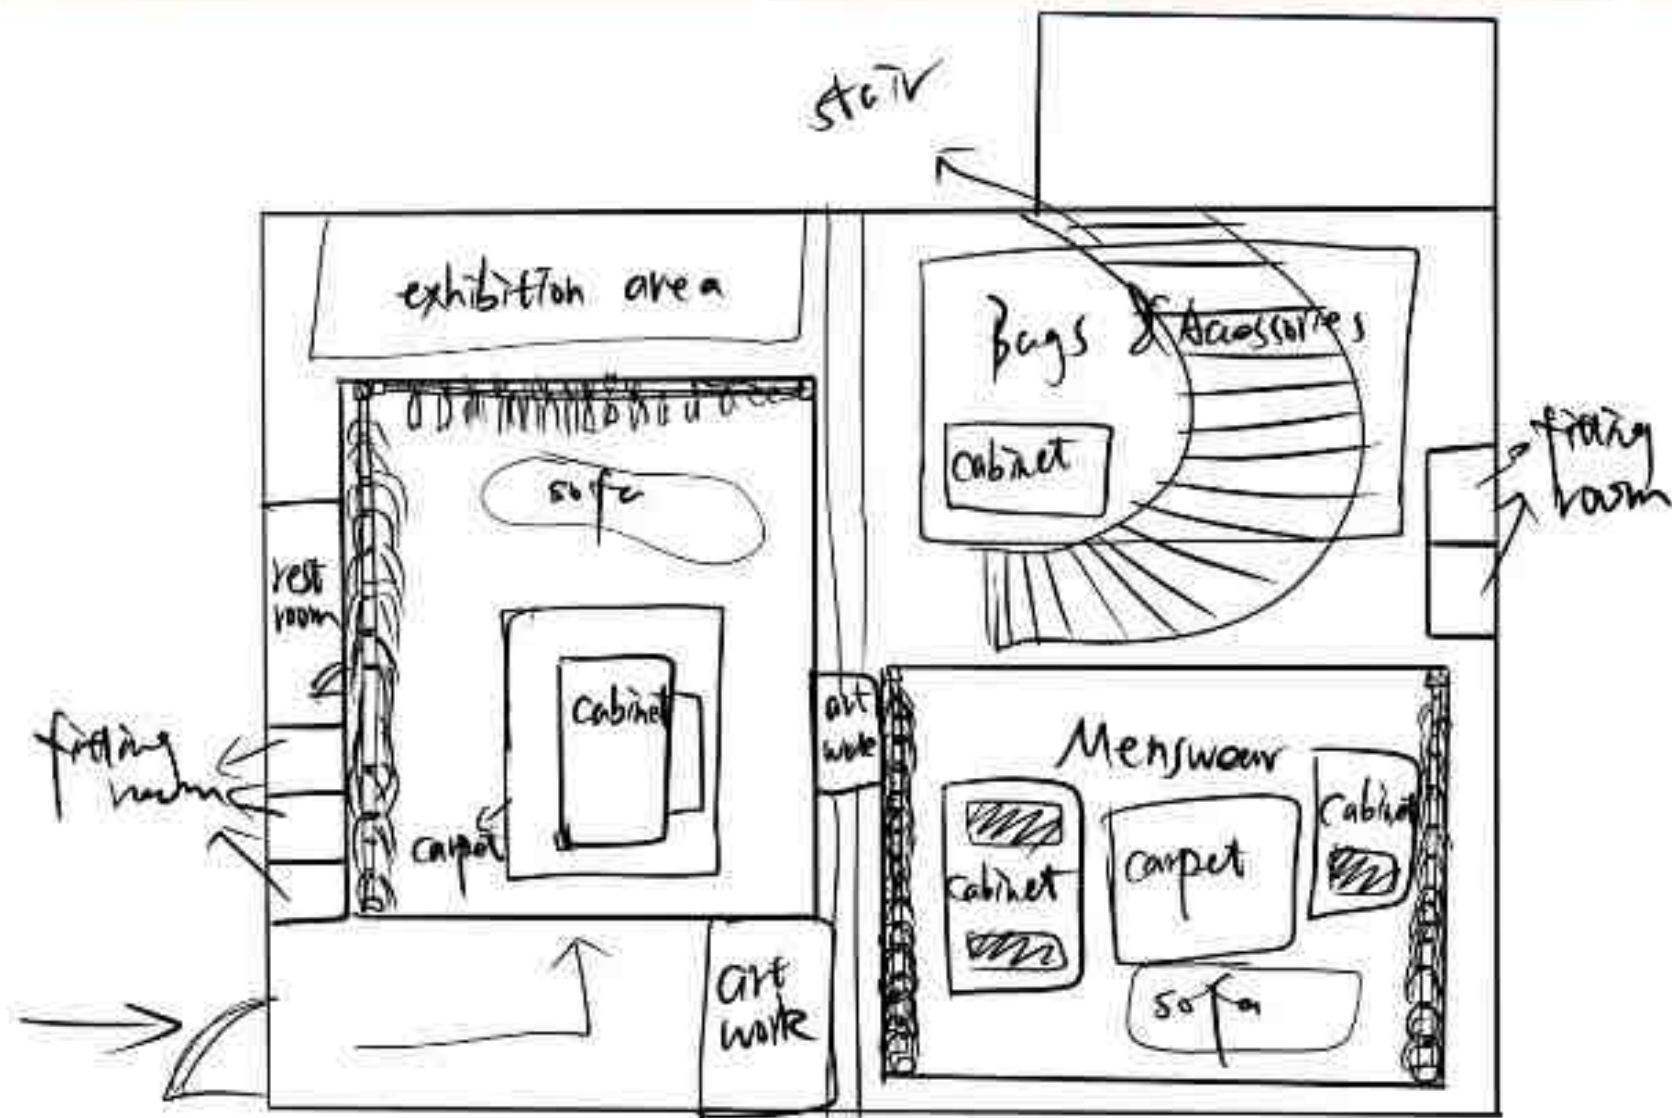 stair
exhibition area
Bags & Acessories
cabinet
fitting
room
sofa
rest
room
cabinet
art
work
fitting
room
carpet
Menswear
cabinet
cabinet
carpet
sofa
art
work